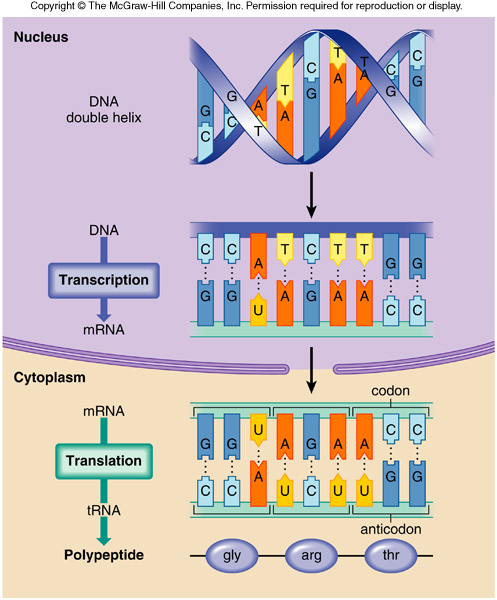 Copyright © The McGraw-Hill Companies, Inc. Permission required for reproduction or display.
Nucleus
DNA
double helix
G G A T C T T C C
C C T A G A A G G
DNA
Transcription
mRNA
C C A T C T T G G
G G U A G A A C C
Cytoplasm
codon
mRNA
Translation
tRNA
Polypeptide
G G U A G A A C C
C C A U C U U G G
anticodon
gly arg thr